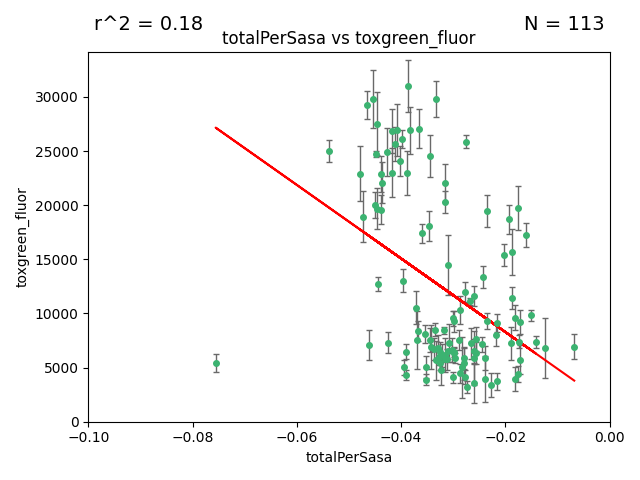 r^2 = 0.18
N = 113
totalPerSasa vs toxgreen_fluor
toxgreen_fluor
30000
25000
20000
15000
10000
5000
0
−0.10
−0.08
−0.06
−0.04
−0.02
0.00
totalPerSasa